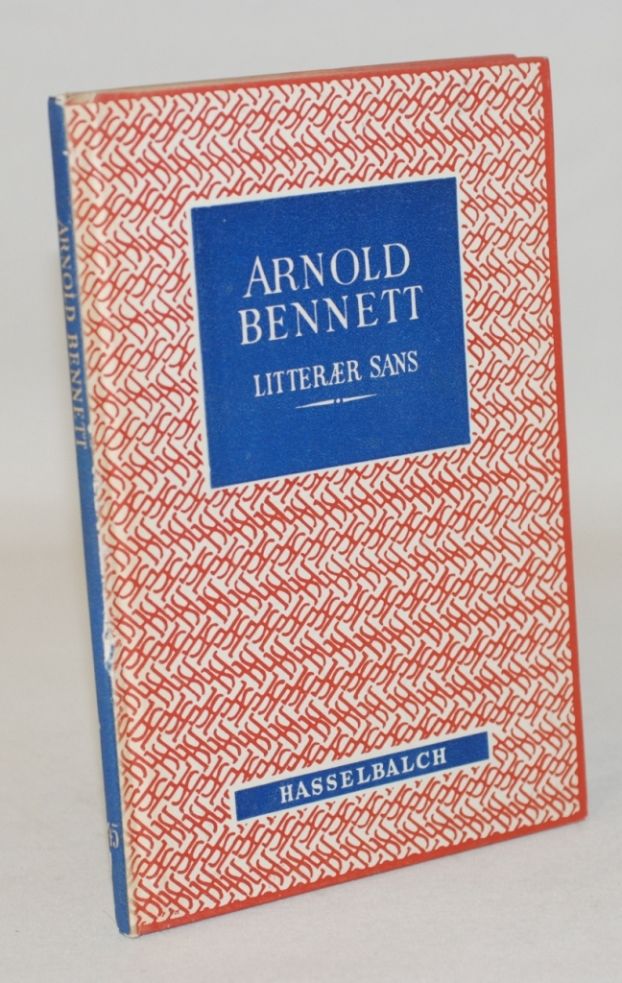 ARNOLD
BENNETT
LITTERÆR SANS
HASSELBALCH
ARNOLD BENNETT